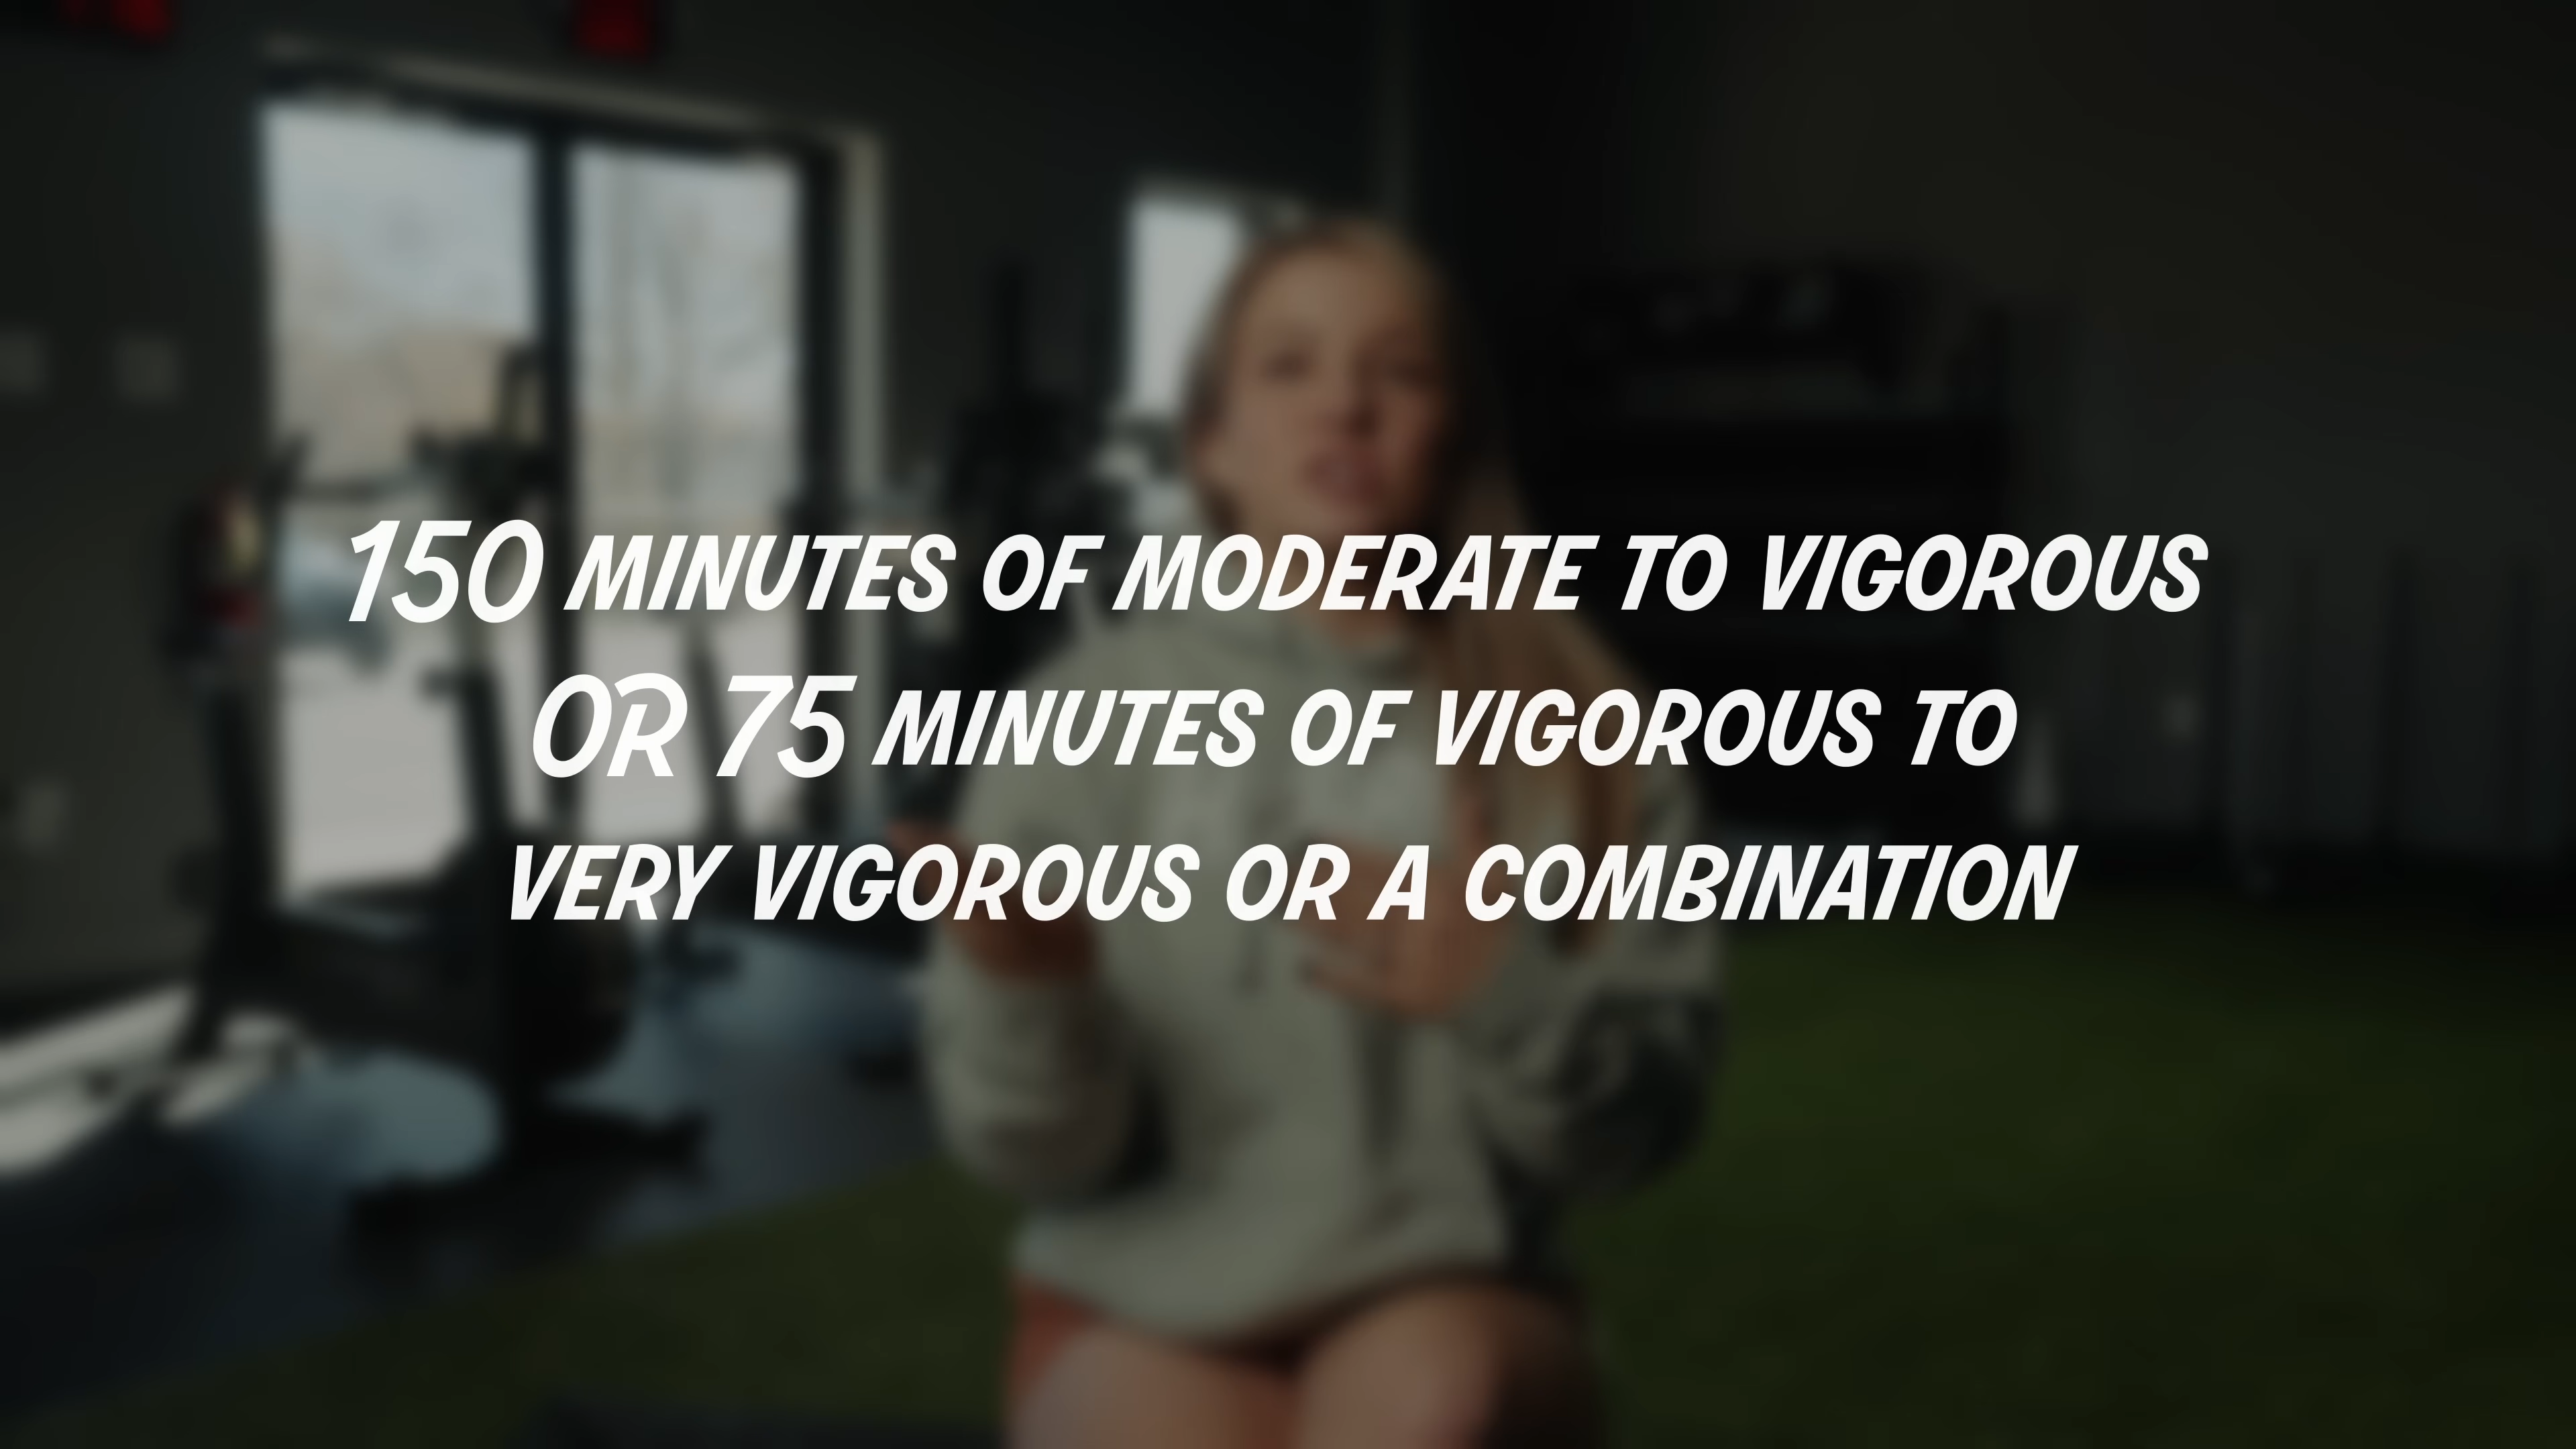 150 MINUTES OF MODERATE TO VIGOROUS
OR 75 MINUTES OF VIGOROUS TO
VERY VIGOROUS OR A COMBINATION